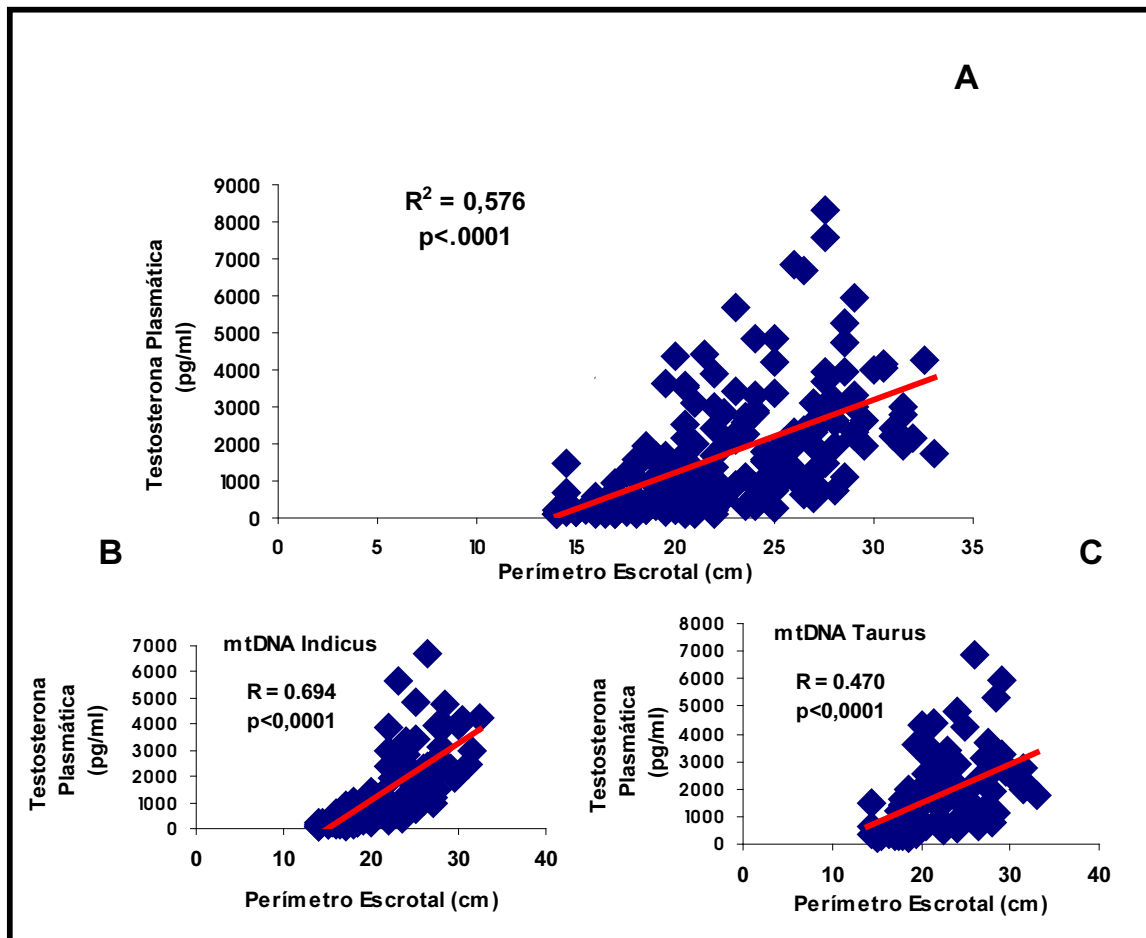 A
R² = 0,576
p<.0001
Testosterona Plasmática
(pg/ml)
9000
8000
7000
6000
5000
4000
3000
2000
1000
0
0 5 10 15 20 25 30 35
Perímetro Escrotal (cm)
B
mtDNA Indicus
R = 0.694
p<0,0001
Testosterona
Plasmática
(pg/ml)
7000
6000
5000
4000
3000
2000
1000
0
0 10 20 30 40
Perímetro Escrotal (cm)
C
mtDNA Taurus
R = 0.470
p<0,0001
Testosterona
Plasmática
(pg/ml)
8000
7000
6000
5000
4000
3000
2000
1000
0
0 10 20 30 40
Perímetro Escrotal (cm)